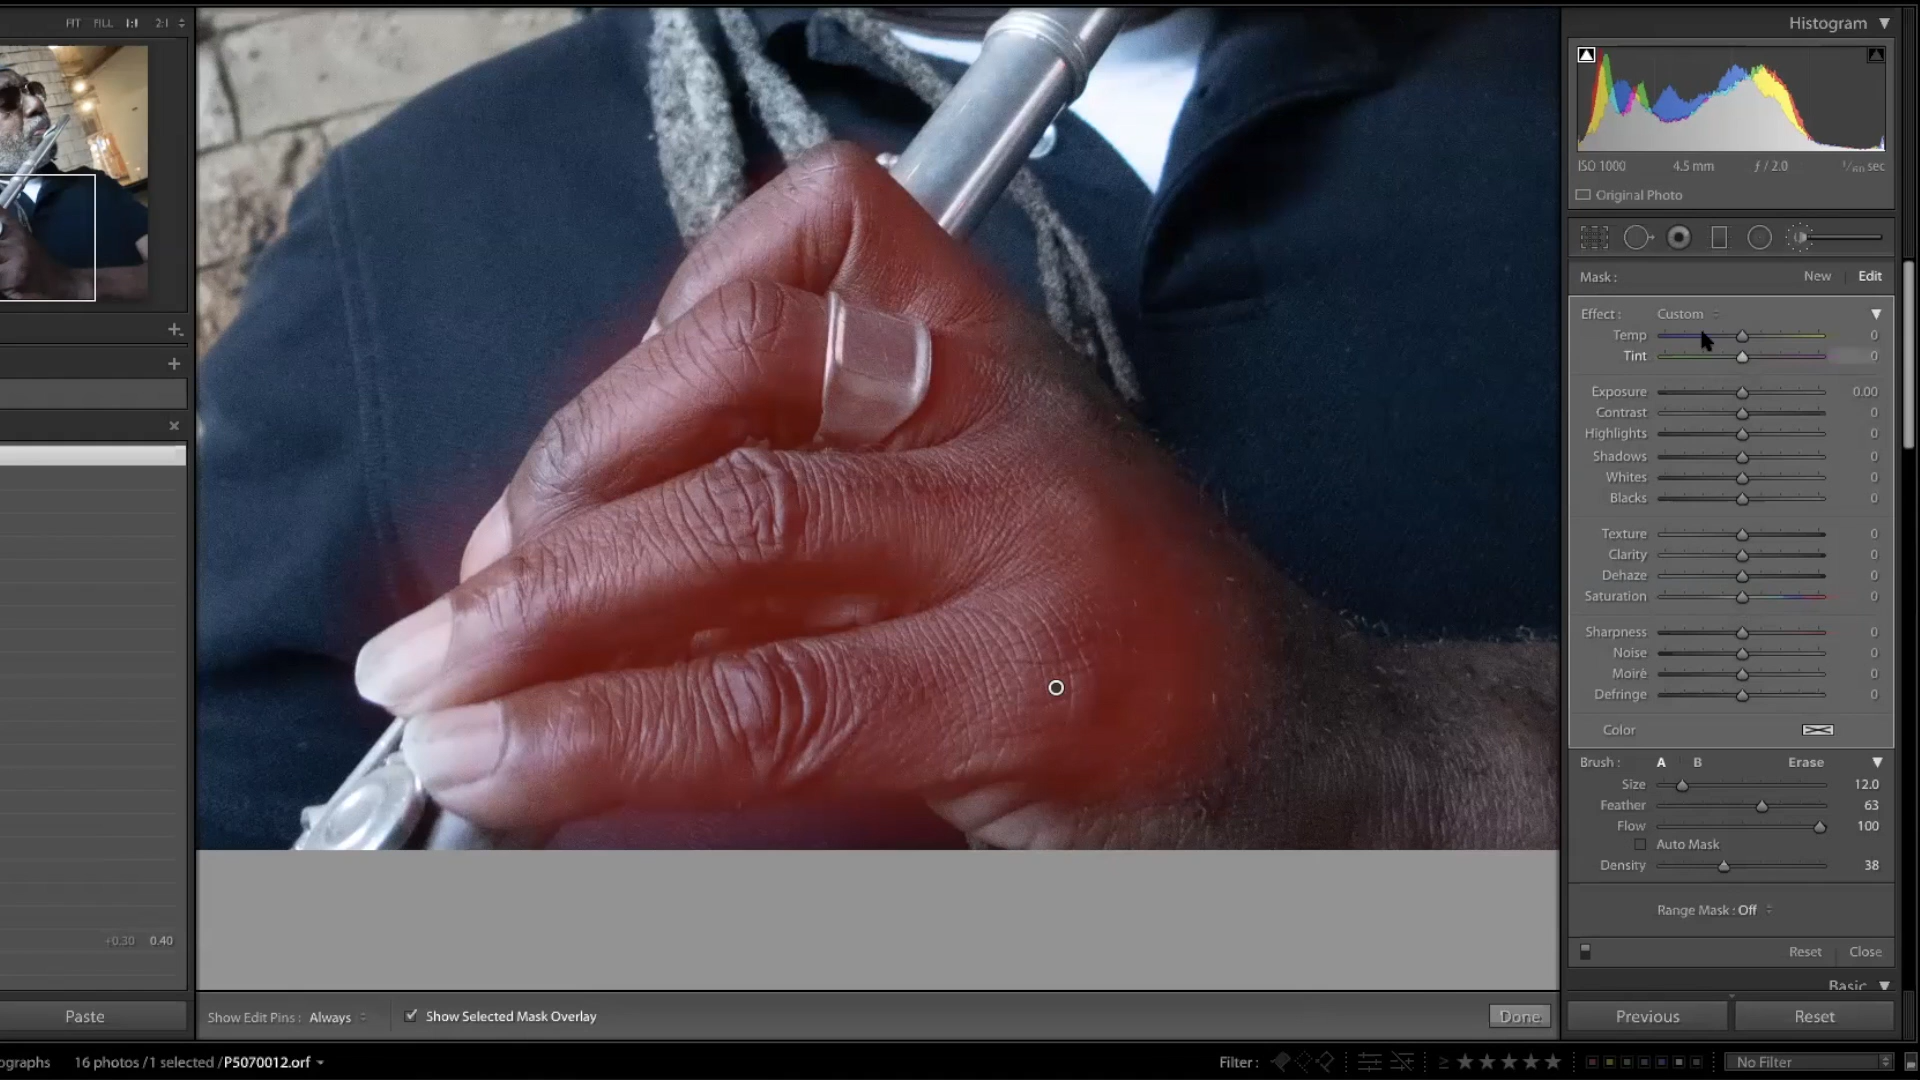 FIT FILL 1:1 2:1
Histogram
ISO 1000 4.5 mm ƒ / 2.0 sec
Original Photo
Mask : New Edit
Effect : Custom
Temp 0
Tint 0
Exposure 0.00
Contrast 0
Highlights 0
Shadows 0
Whites 0
Blacks 0
Texture 0
Clarity 0
Dehaze 0
Saturation 0
Sharpness 0
Noise 0
Moiré 0
Defringe 0
Color
Brush : A B Erase
Size 12.0
Feather 63
Flow 100
Auto Mask
Density 38
Range Mask : Off
Reset Close
Basic
+0.30 0.40
Paste
Show Edit Pins : Always Show Selected Mask Overlay Done
Previous Reset
ographs 16 photos / 1 selected / P5070012.orf
Filter : ≥ ★★★★★ No Filter